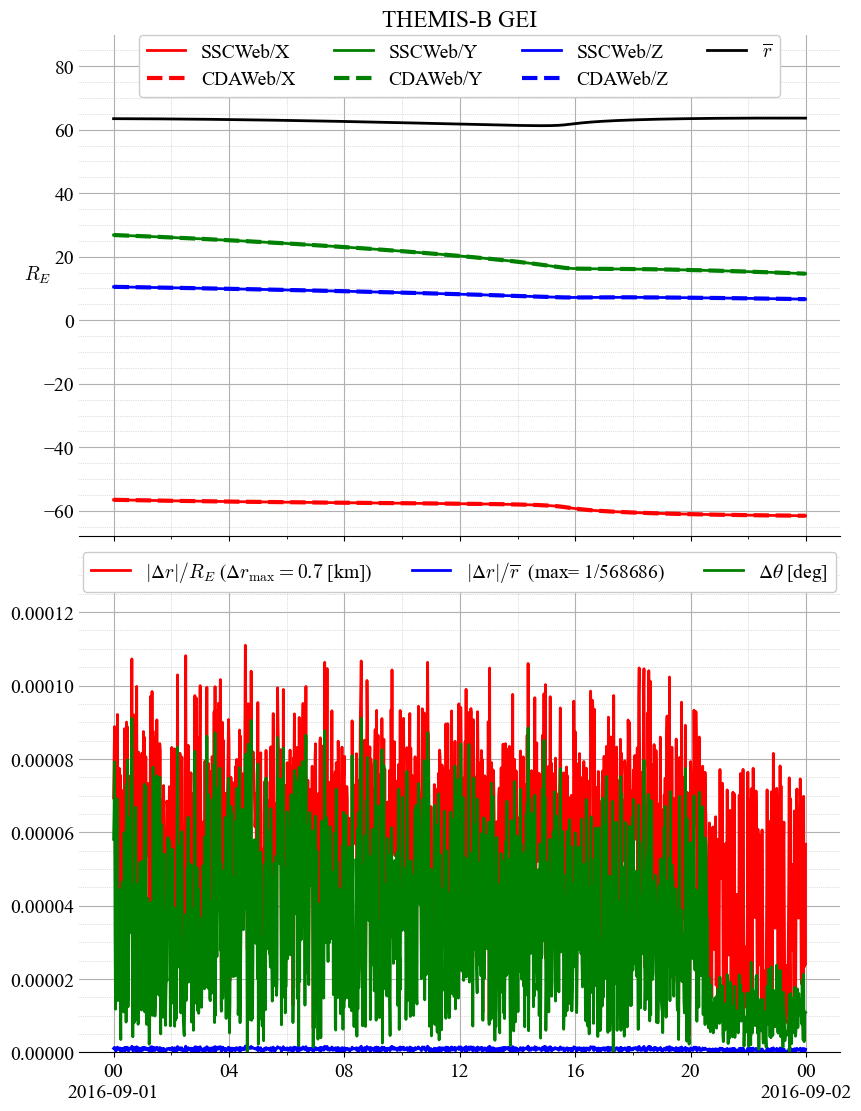 THEMIS-B GEI
SSCWeb/X SSCWeb/Y SSCWeb/Z r̅
CDAWeb/X CDAWeb/Y CDAWeb/Z
80
60
40
20
R_E
0
−20
−40
−60
|Δr|/R_E (Δr_max = 0.7 [km]) |Δr|/r̅ (max= 1/568686) Δθ [deg]
0.00012
0.00010
0.00008
0.00006
0.00004
0.00002
0.00000
00 04 08 12 16 20 00
2016-09-01 2016-09-02